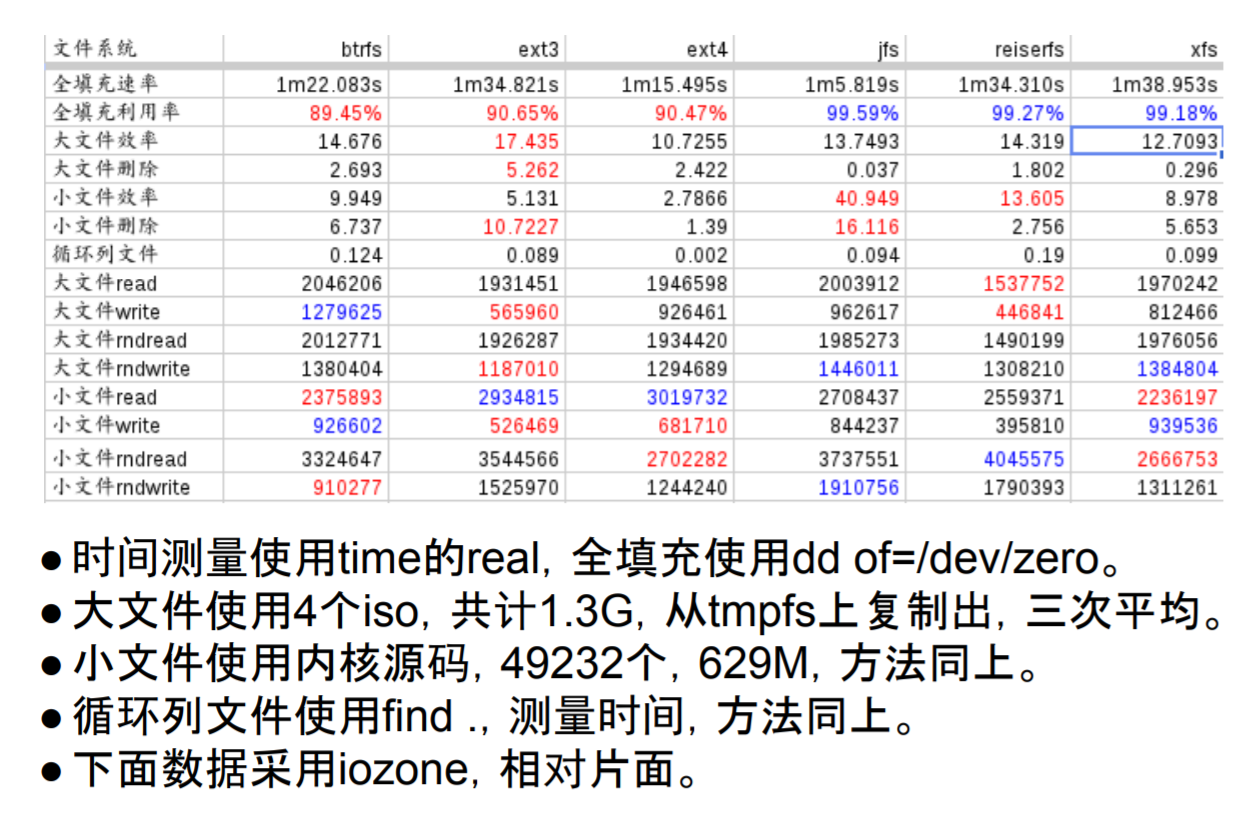 文件系统 btrfs ext3 ext4 jfs reiserfs xfs
全填充速率 1m22.083s 1m34.821s 1m15.495s 1m5.819s 1m34.310s 1m38.953s
全填充利用率 89.45% 90.65% 90.47% 99.59% 99.27% 99.18%
大文件效率 14.676 17.435 10.7255 13.7493 14.319 12.7093
大文件删除 2.693 5.262 2.422 0.037 1.802 0.296
小文件效率 9.949 5.131 2.7866 40.949 13.605 8.978
小文件删除 6.737 10.7227 1.39 16.116 2.756 5.653
循环列文件 0.124 0.089 0.002 0.094 0.19 0.099
大文件read 2046206 1931451 1946598 2003912 1537752 1970242
大文件write 1279625 565960 926461 962617 446841 812466
大文件rndread 2012771 1926287 1934420 1985273 1490199 1976056
大文件rndwrite 1380404 1187010 1294689 1446011 1308210 1384804
小文件read 2375893 2934815 3019732 2708437 2559371 2236197
小文件write 926602 526469 681710 844237 395810 939536
小文件rndread 3324647 3544566 2702282 3737551 4045575 2666753
小文件rndwrite 910277 1525970 1244240 1910756 1790393 1311261
●时间测量使用time的real, 全填充使用dd of=/dev/zero。
●大文件使用4个iso, 共计1.3G, 从tmpfs上复制出, 三次平均。
●小文件使用内核源码, 49232个, 629M, 方法同上。
●循环列文件使用find ., 测量时间, 方法同上。
●下面数据采用iozone, 相对片面。